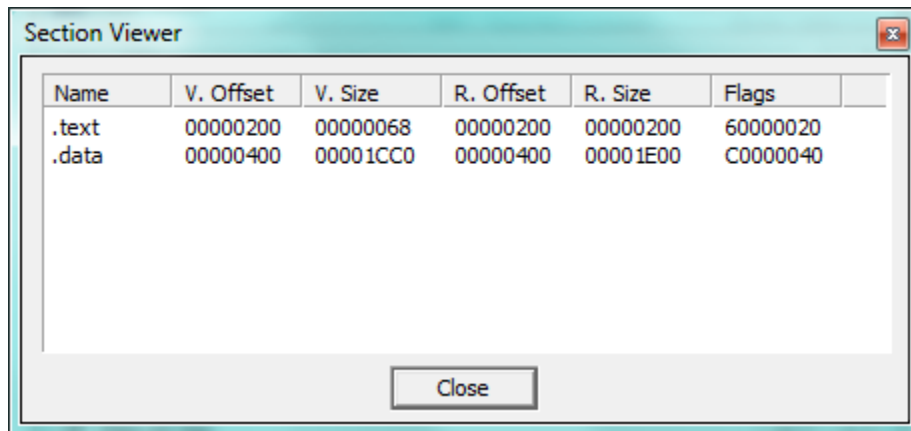 Section Viewer
Name V. Offset V. Size R. Offset R. Size Flags
.text 00000200 00000068 00000200 00000200 60000020
.data 00000400 00001CC0 00000400 00001E00 C0000040
Close